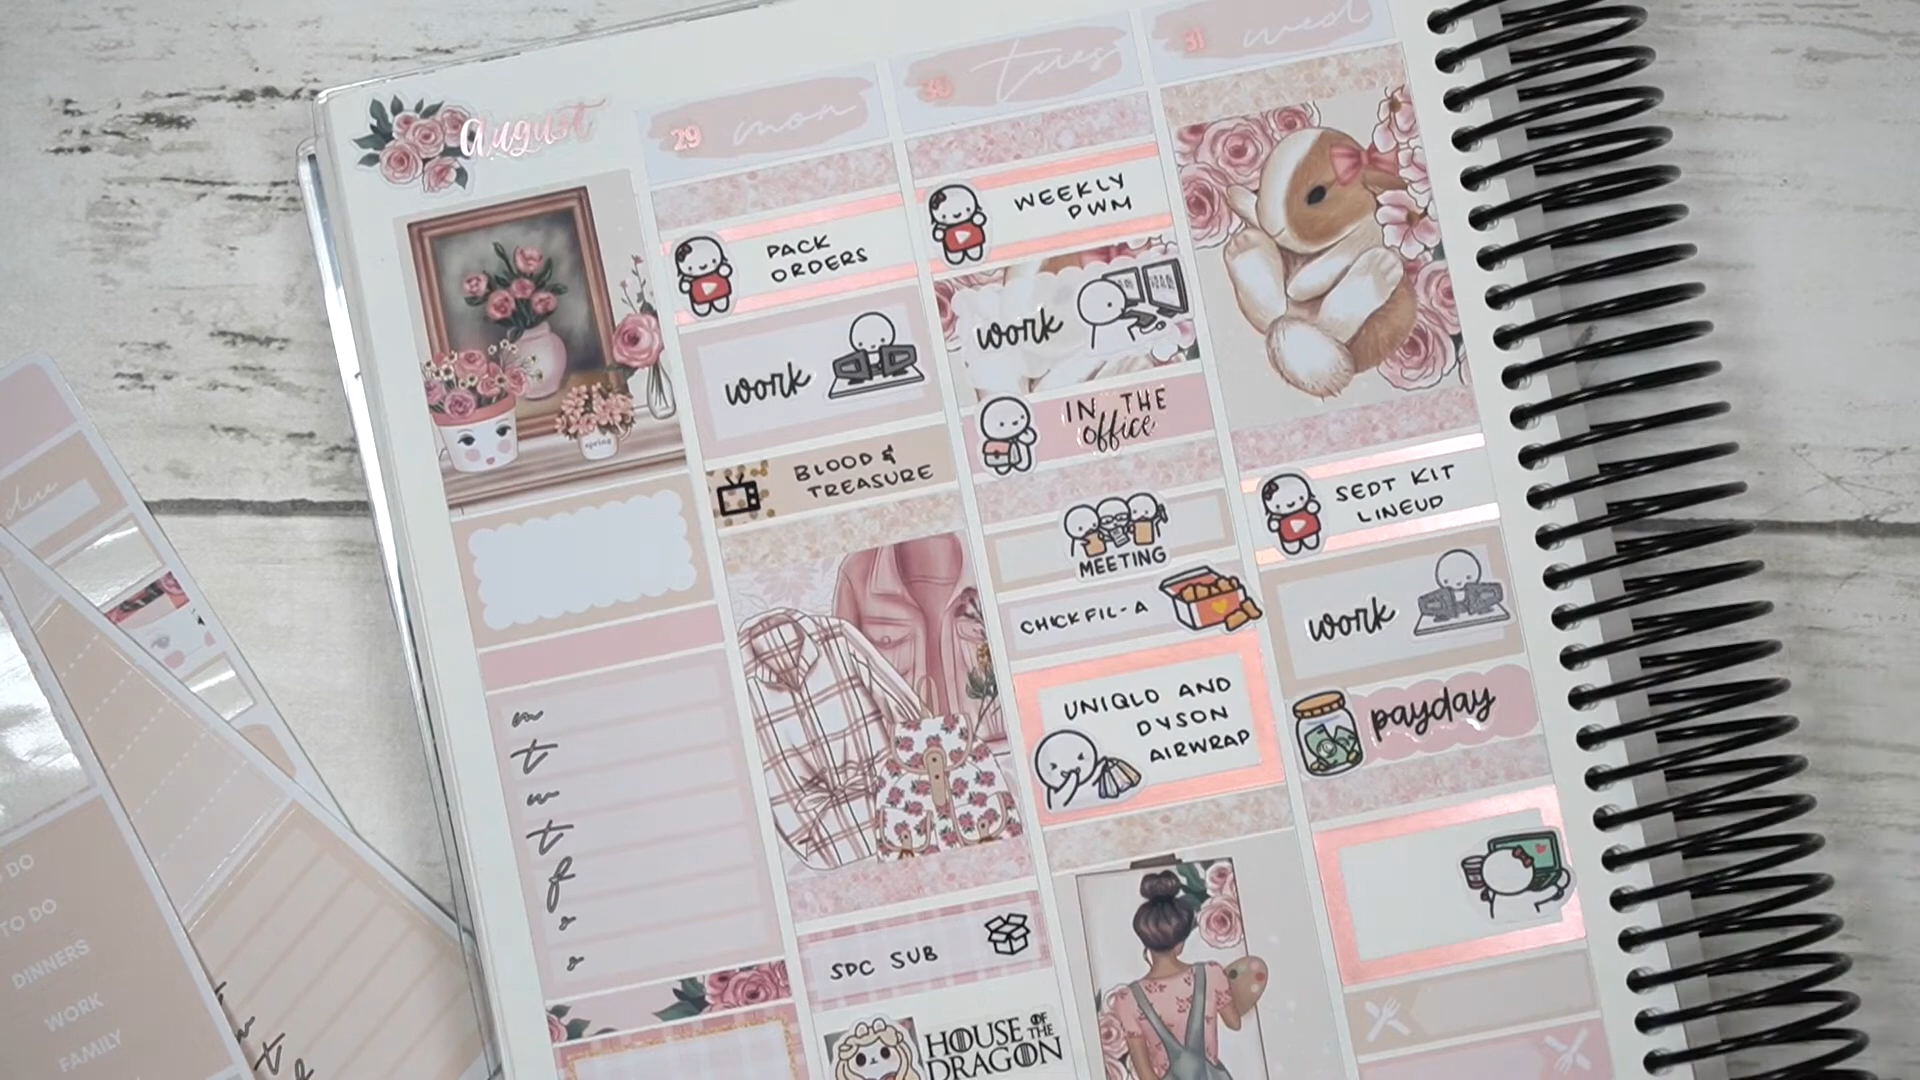 august
29 mon
30 tues
31 wed
spring
PACK
ORDERS
work
BLOOD &
TREASURE
SPC SUB
HOUSE OF THE
DRAGON
WEEKLY
PWM
work
IN THE
office
MEETING
CHICKFIL-A
UNIQLO AND
DYSON
AIRWRAP
SEPT KIT
LINEUP
work
payday
m
t
w
t
f
s
s
due
DO
TO DO
DINNERS
WORK
FAMILY